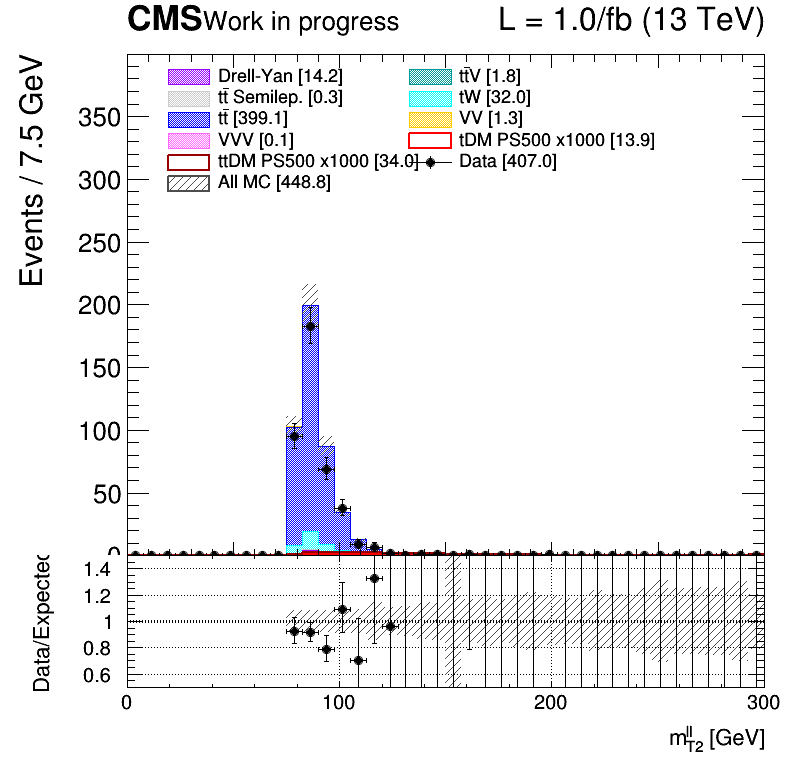 CMS Work in progress L = 1.0/fb (13 TeV)
Events / 7.5 GeV
Drell-Yan [14.2] tt̄V [1.8]
tt̄ Semilep. [0.3] tW [32.0]
tt̄ [399.1] VV [1.3]
VVV [0.1] tDM PS500 x1000 [13.9]
ttDM PS500 x1000 [34.0] Data [407.0]
All MC [448.8]
350
300
250
200
150
100
50
0
Data/Expected
1.4
1.2
1
0.8
0.6
0 100 200 300
m_{T2}^{ll} [GeV]